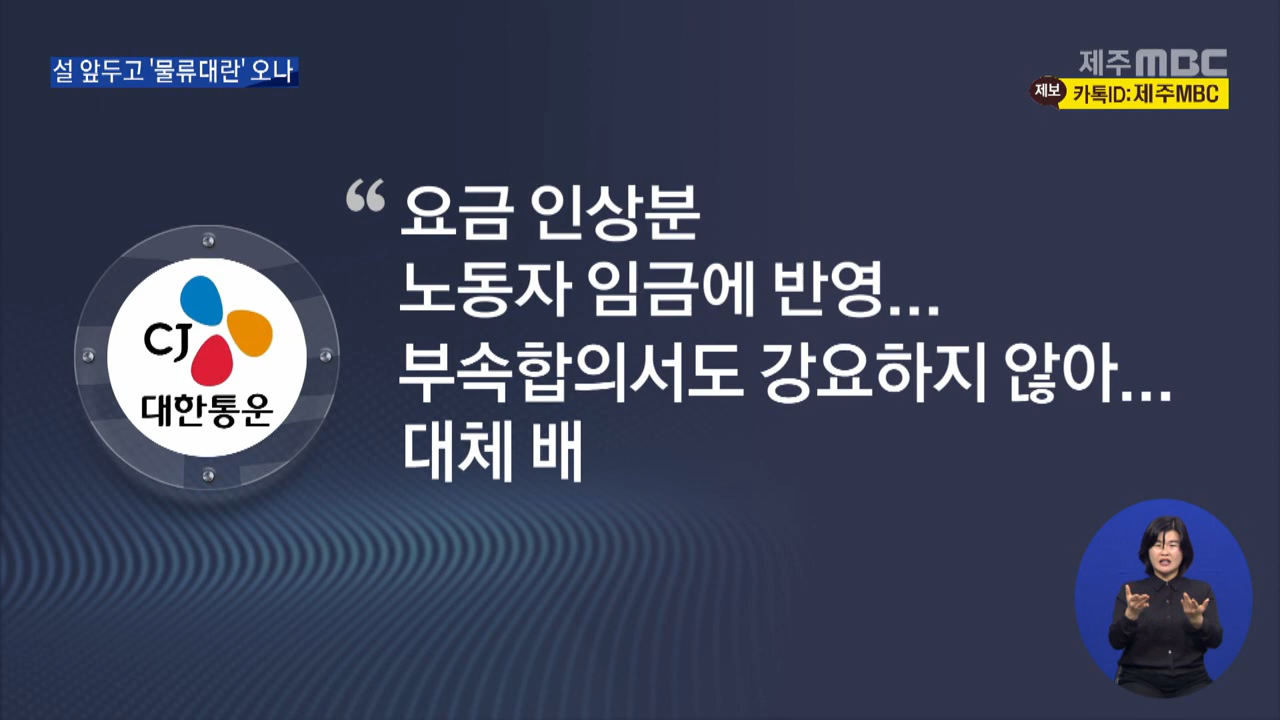 설 앞두고 '물류대란' 오나
제주MBC
제보 카톡ID:제주MBC
“요금 인상분
노동자 임금에 반영...
부속합의서도 강요하지 않아...
대체 배
CJ
대한통운